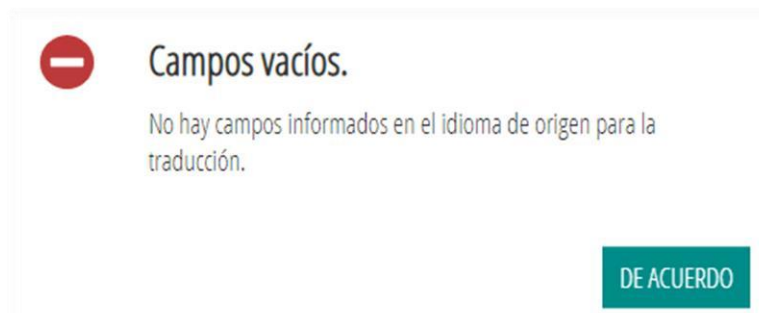 Campos vacíos.
No hay campos informados en el idioma de origen para la
traducción.
DE ACUERDO